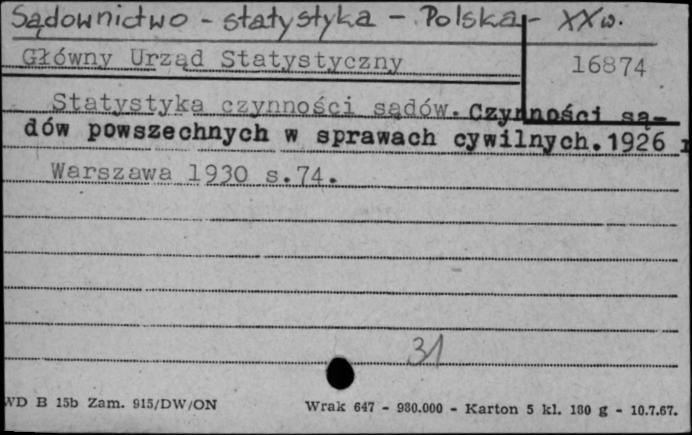 Sądownictwo - statystyka - Polska - XX w.
Główny Urząd Statystyczny
16874
Statystyka czynności sądów. Czynności są-
dów powszechnych w sprawach cywilnych. 1926 r
Warszawa 1930 s.74.
31
WD B 15b Zam. 915/DW/ON
Wrak 647 - 980.000 - Karton 5 kl. 180 g - 10.7.67.